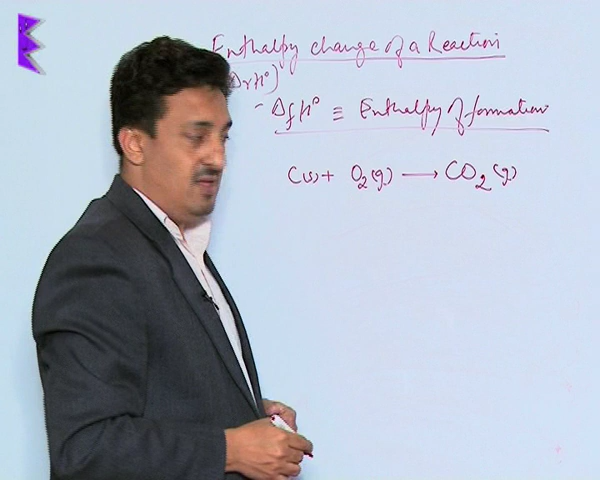 Enthalpy change of a Reaction
ΔrH°)
- ΔfH° ≡ Enthalpy of formation
C(s) + O₂(g) → CO₂(g)